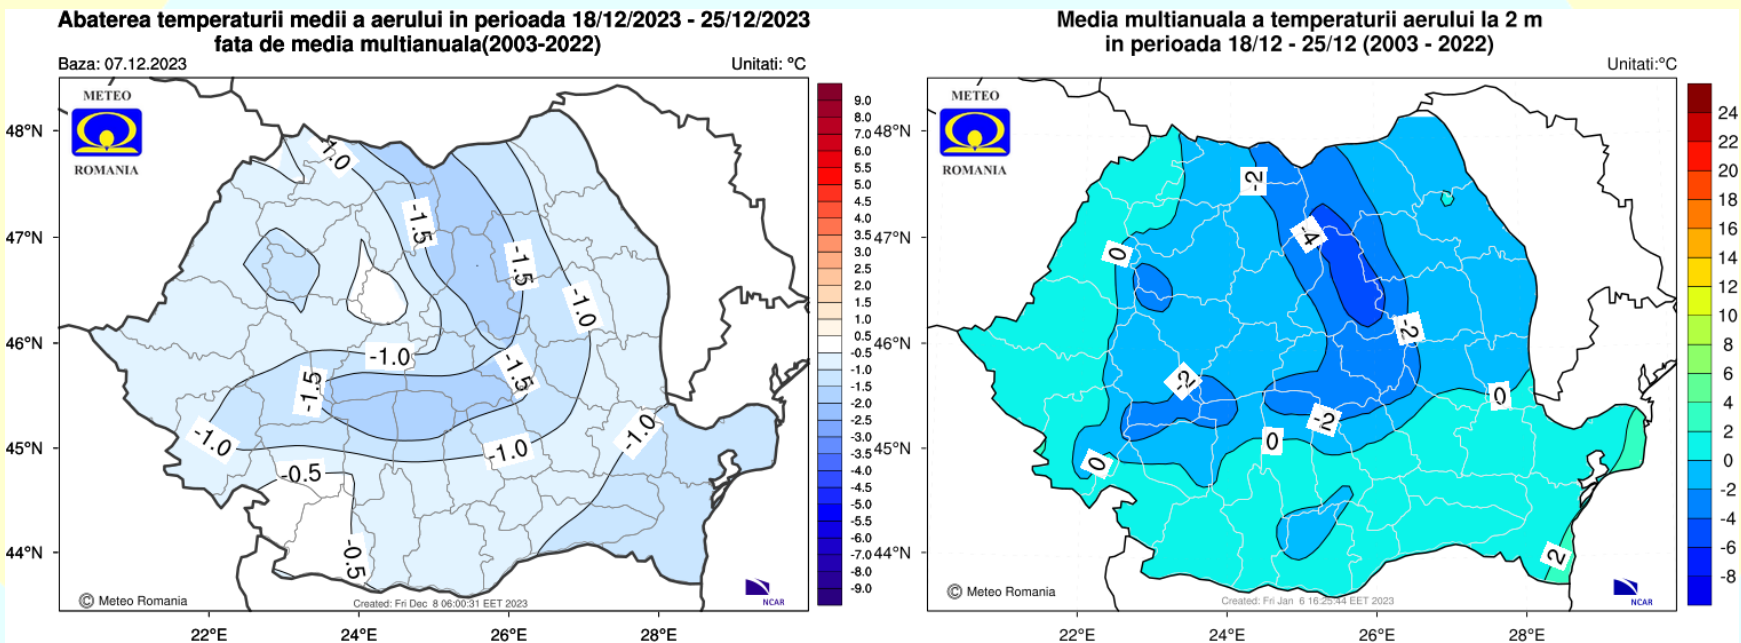 Abaterea temperaturii medii a aerului in perioada 18/12/2023 - 25/12/2023
fata de media multianuala(2003-2022)
Baza: 07.12.2023
Unitati: °C
METEO
ROMANIA
48°N
47°N
46°N
45°N
44°N
-1.0
-1.5
-1.5
-1.0
-1.0
-1.5
-1.5
-1.0
-1.0
-1.0
-0.5
-0.5
9.0
8.0
7.0
6.0
5.5
5.0
4.5
4.0
3.5
3.0
2.5
2.0
1.5
1.0
0.5
-0.5
-1.0
-1.5
-2.0
-2.5
-3.0
-3.5
-4.0
-4.5
-5.0
-5.5
-6.0
-7.0
-8.0
-9.0
© Meteo Romania
Created: Fri Dec 8 06:00:31 EET 2023
NCAR
22°E
24°E
26°E
28°E
Media multianuala a temperaturii aerului la 2 m
in perioada 18/12 - 25/12 (2003 - 2022)
Unitati:°C
METEO
ROMANIA
48°N
47°N
46°N
45°N
44°N
-2
-4
0
-2
-2
0
-2
0
0
2
24
22
20
18
16
14
12
10
8
6
4
2
0
-2
-4
-6
-8
© Meteo Romania
Created: Fri Jan 6 16:25:44 EET 2023
NCAR
22°E
24°E
26°E
28°E